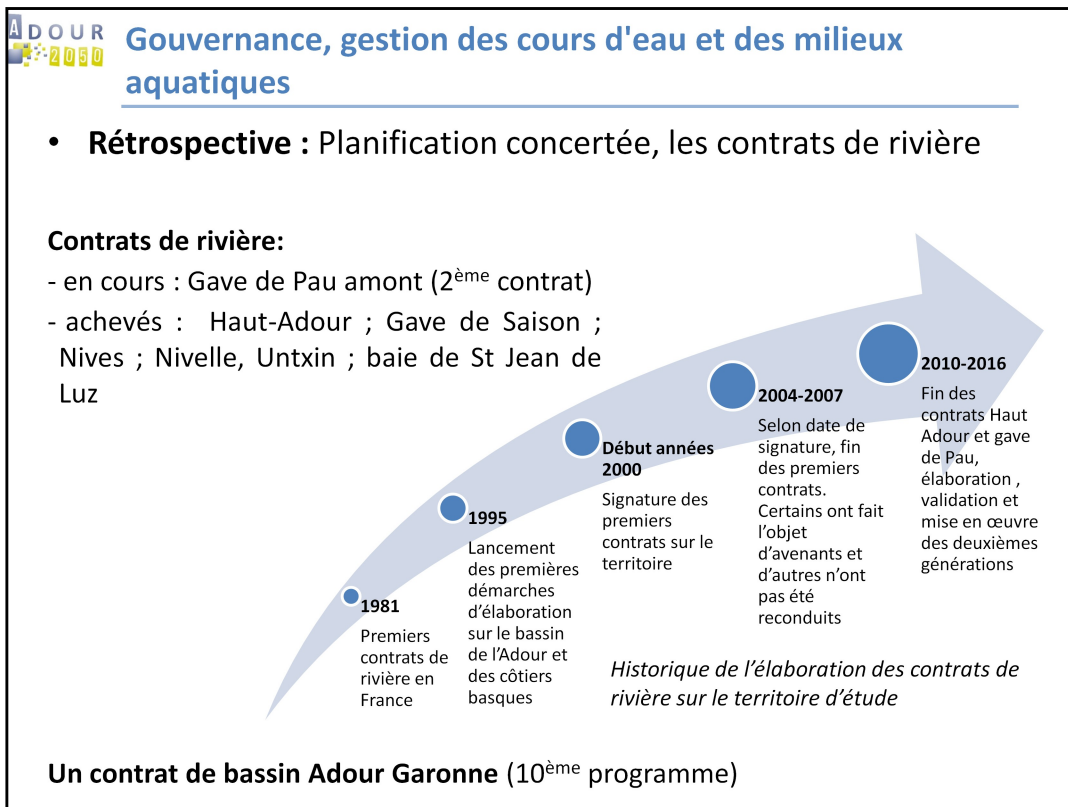 ADOUR
2050
Gouvernance, gestion des cours d'eau et des milieux
aquatiques
• Rétrospective : Planification concertée, les contrats de rivière
Contrats de rivière:
- en cours : Gave de Pau amont (2ème contrat)
- achevés : Haut-Adour ; Gave de Saison ;
Nives ; Nivelle, Untxin ; baie de St Jean de
Luz
1981
Premiers
contrats de
rivière en
France
1995
Lancement
des premières
démarches
d’élaboration
sur le bassin
de l’Adour et
des côtiers
basques
Début années
2000
Signature des
premiers
contrats sur le
territoire
2004-2007
Selon date de
signature, fin
des premiers
contrats.
Certains ont fait
l’objet
d’avenants et
d’autres n’ont
pas été
reconduits
2010-2016
Fin des
contrats Haut
Adour et gave
de Pau,
élaboration ,
validation et
mise en œuvre
des deuxièmes
générations
Historique de l’élaboration des contrats de
rivière sur le territoire d’étude
Un contrat de bassin Adour Garonne (10ème programme)